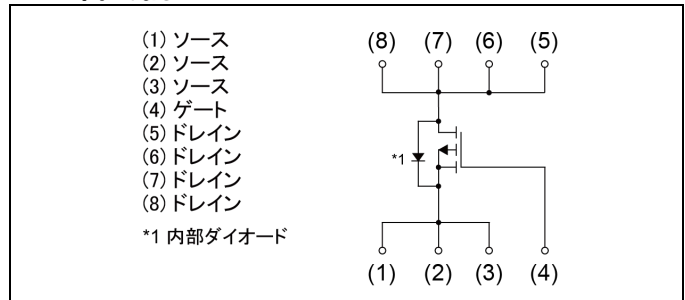 (1) ソース
(2) ソース
(3) ソース
(4) ゲート
(5) ドレイン
(6) ドレイン
(7) ドレイン
(8) ドレイン
*1 内部ダイオード
(8) (7) (6) (5)
*1
(1) (2) (3) (4)